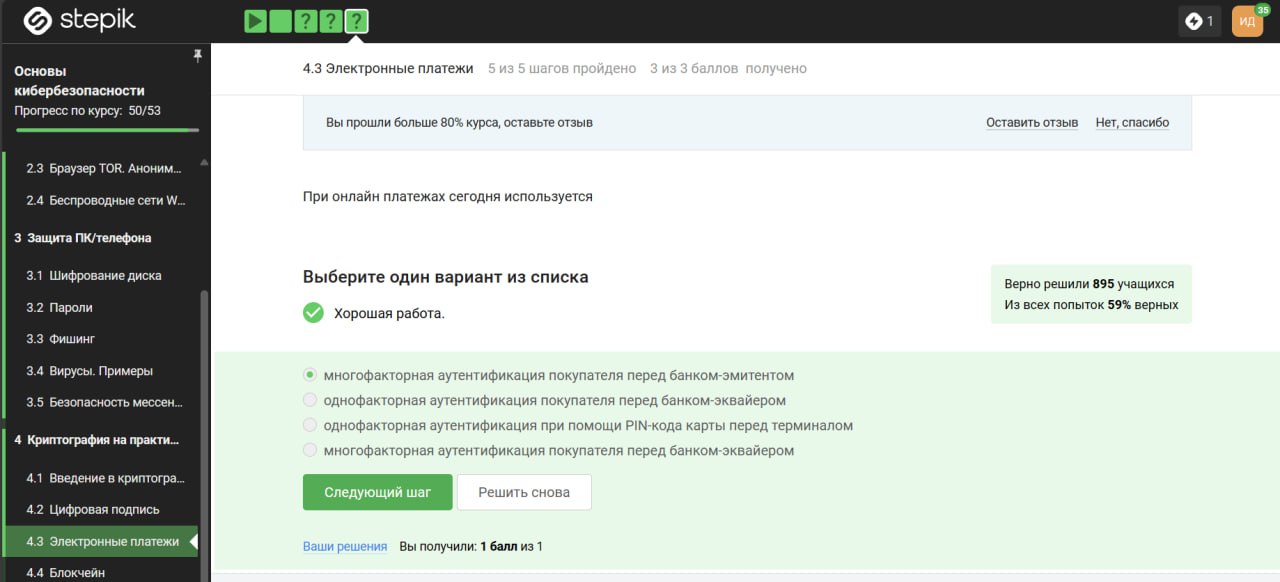 stepik
? ? ?
1
ИД
35
Основы
кибербезопасности
Прогресс по курсу: 50/53
2.3 Браузер TOR. Аноним...
2.4 Беспроводные сети W...
3 Защита ПК/телефона
3.1 Шифрование диска
3.2 Пароли
3.3 Фишинг
3.4 Вирусы. Примеры
3.5 Безопасность мессен...
4 Криптография на практи...
4.1 Введение в криптогра...
4.2 Цифровая подпись
4.3 Электронные платежи
4.4 Блокчейн
4.3 Электронные платежи 5 из 5 шагов пройдено 3 из 3 баллов получено
Вы прошли больше 80% курса, оставьте отзыв Оставить отзыв Нет, спасибо
При онлайн платежах сегодня используется
Выберите один вариант из списка
Хорошая работа.
Верно решили 895 учащихся
Из всех попыток 59% верных
многофакторная аутентификация покупателя перед банком-эмитентом
однофакторная аутентификация покупателя перед банком-эквайером
однофакторная аутентификация при помощи PIN-кода карты перед терминалом
многофакторная аутентификация покупателя перед банком-эквайером
Следующий шаг Решить снова
Ваши решения Вы получили: 1 балл из 1